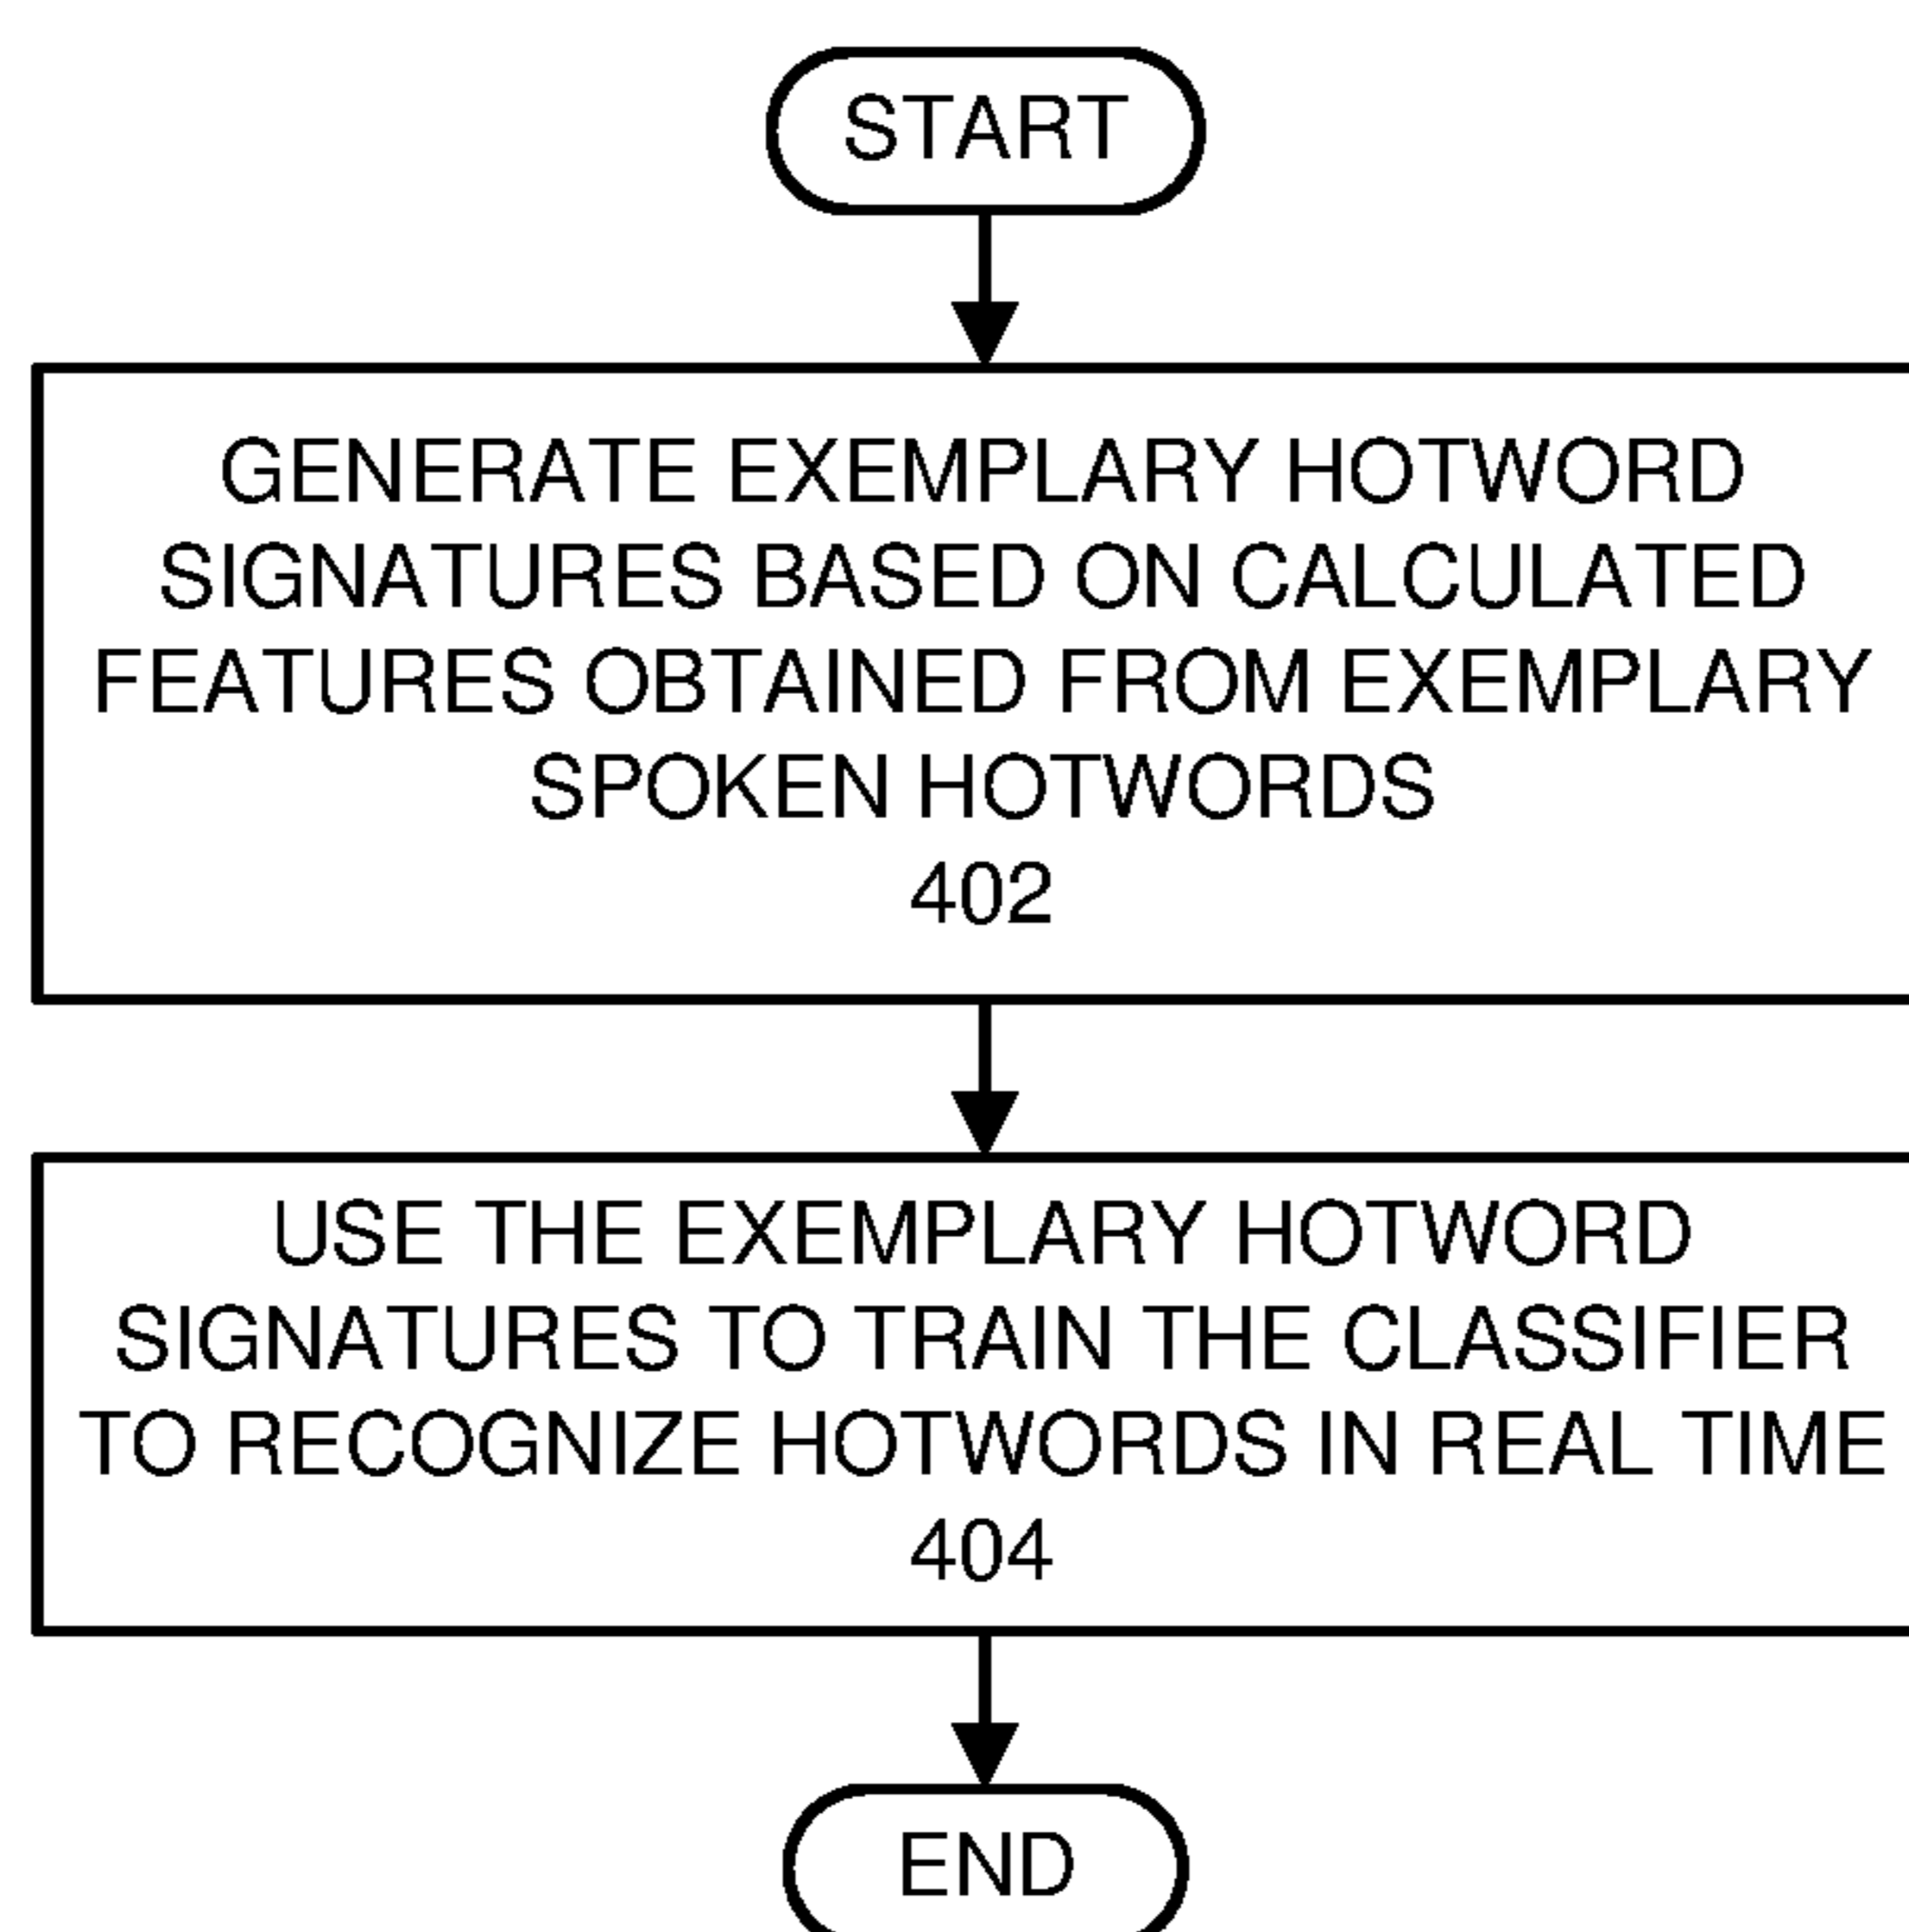 START
GENERATE EXEMPLARY HOTWORD
SIGNATURES BASED ON CALCULATED
FEATURES OBTAINED FROM EXEMPLARY
SPOKEN HOTWORDS
402
USE THE EXEMPLARY HOTWORD
SIGNATURES TO TRAIN THE CLASSIFIER
TO RECOGNIZE HOTWORDS IN REAL TIME
404
END